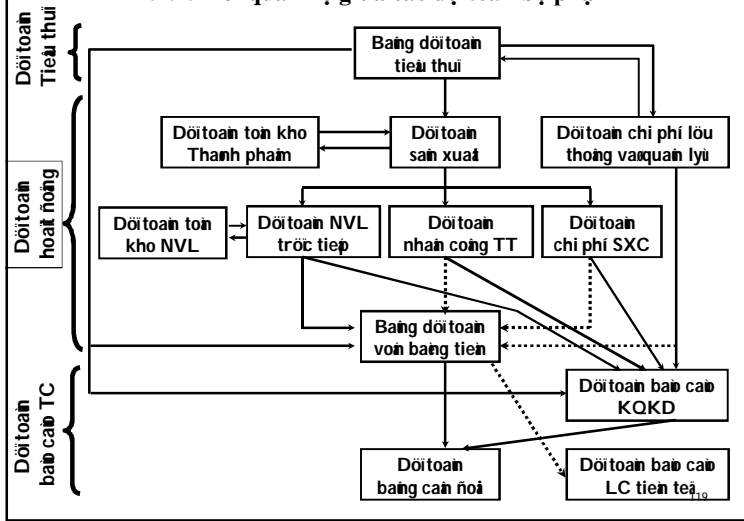 Döï toaùn
Tieâu thuï
Baûng döï toaùn
tieâu thuï
Döï toaùn toàn kho
Thaønh phaåm
Döï toaùn
saûn xuaát
Döï toaùn chi phí löu
thoâng vaø quaûn lyù
Döï toaùn
hoaït ñoäng
Döï toaùn toàn
kho NVL
Döï toaùn NVL
tröïc tieáp
Döï toaùn
nhaân coâng TT
Döï toaùn
chi phí SXC
Baûng döï toaùn
voán baèng tieàn
Döï toaùn
baùo caùo TC
Döï toaùn baùo caùo
KQKD
Döï toaùn
baûng caân ñoái
Döï toaùn baùo caùo
LC tieàn teä
119